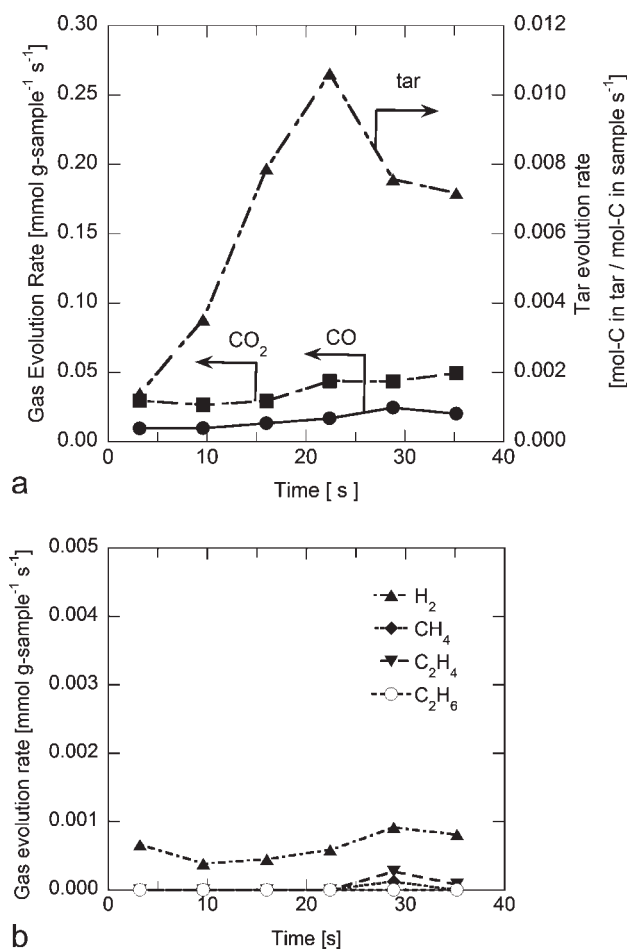 0.30
0.25
0.20
0.15
0.10
0.05
0.00
Gas Evolution Rate [mmol g-sample⁻¹ s⁻¹]
0.012
0.010
0.008
0.006
0.004
0.002
0.000
Tar evolution rate
[mol-C in tar / mol-C in sample s⁻¹]
tar
CO₂
CO
0 10 20 30 40
Time [ s ]
a
0.005
0.004
0.003
0.002
0.001
0.000
Gas evolution rate [mmol g-sample⁻¹ s⁻¹]
H₂
CH₄
C₂H₄
C₂H₆
0 10 20 30 40
Time [s]
b